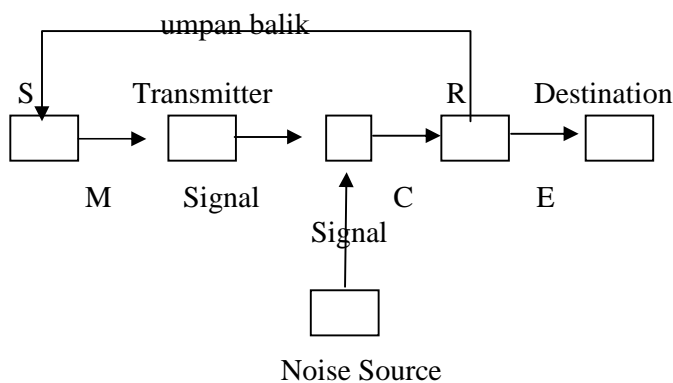 umpan balik
S Transmitter R Destination
M Signal C E
Signal
Noise Source